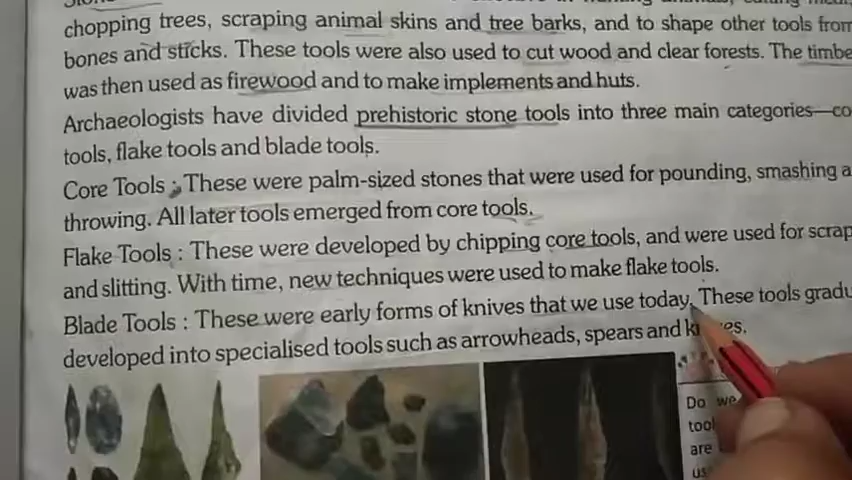 chopping trees, scraping animal skins and tree barks, and to shape other tools from
bones and sticks. These tools were also used to cut wood and clear forests. The timbe
was then used as firewood and to make implements and huts.
Archaeologists have divided prehistoric stone tools into three main categories—co
tools, flake tools and blade tools.
Core Tools : These were palm-sized stones that were used for pounding, smashing a
throwing. All later tools emerged from core tools.
Flake Tools : These were developed by chipping core tools, and were used for scrap
and slitting. With time, new techniques were used to make flake tools.
Blade Tools : These were early forms of knives that we use today. These tools gradu
developed into specialised tools such as arrowheads, spears and
Do we
tool
are
us